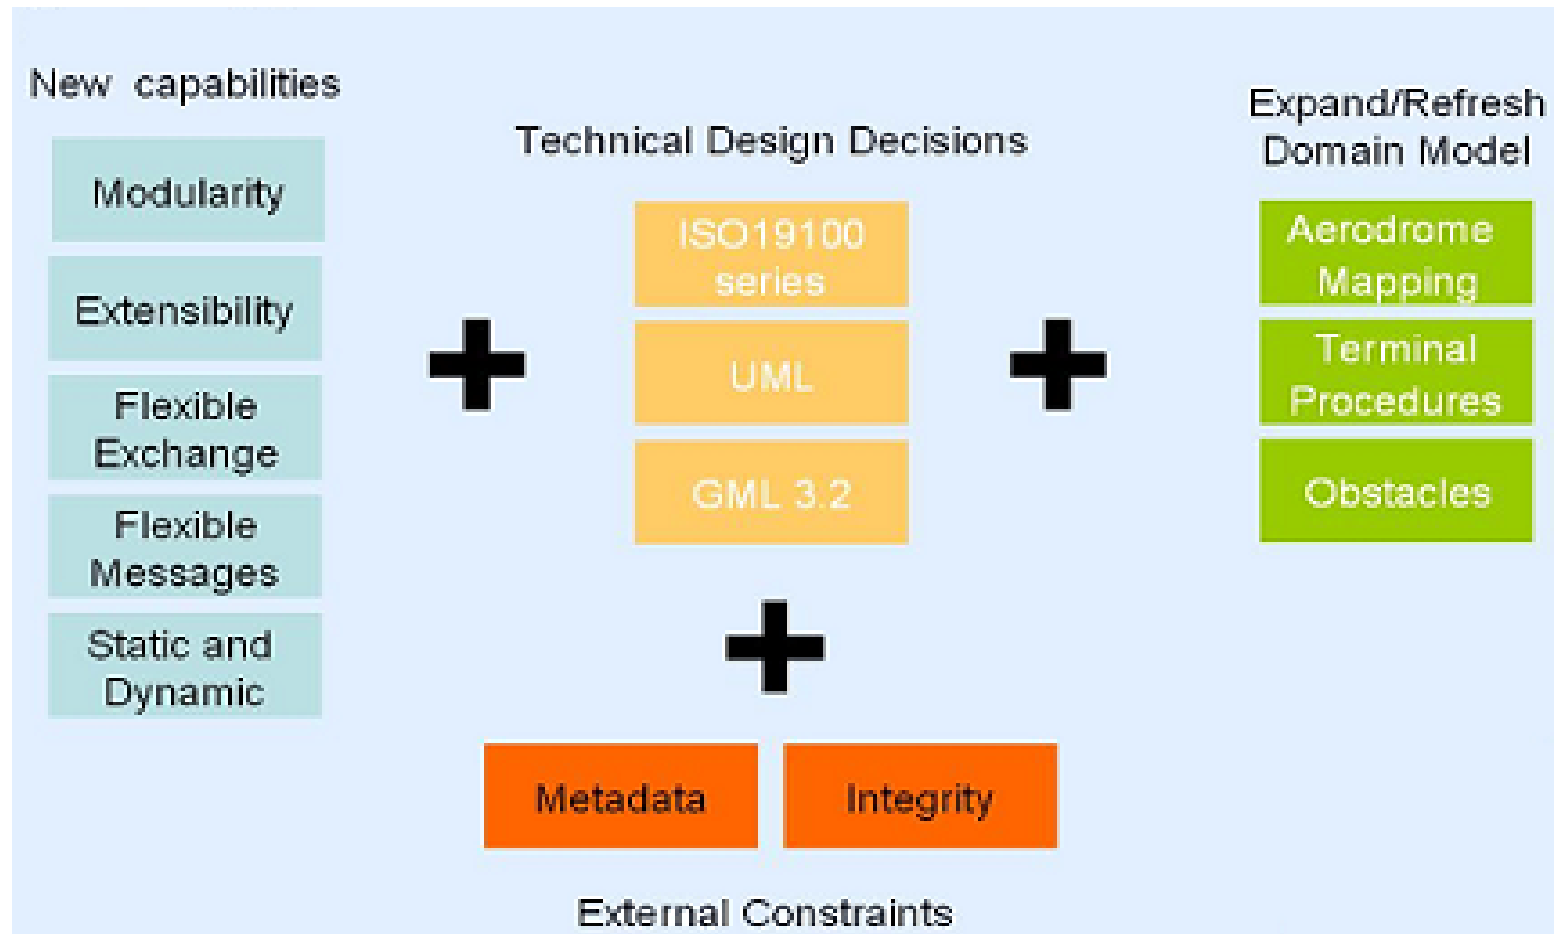 New capabilities
Modularity
Extensibility
Flexible
Exchange
Flexible
Messages
Static and
Dynamic
Technical Design Decisions
ISO19100
series
UML
GML 3.2
Expand/Refresh
Domain Model
Aerodrome
Mapping
Terminal
Procedures
Obstacles
Metadata
Integrity
External Constraints